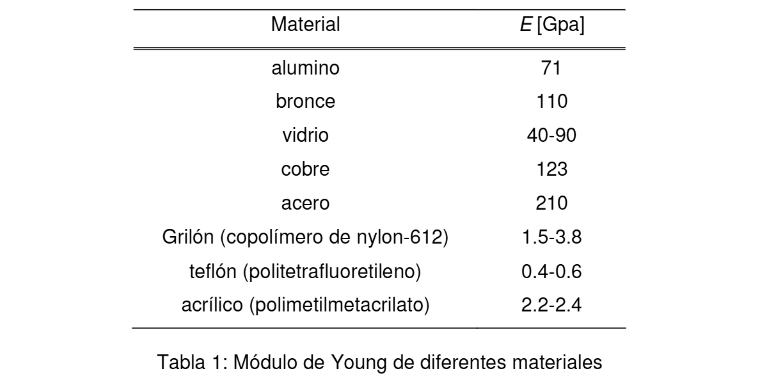 Material E [Gpa]
alumino 71
bronce 110
vidrio 40-90
cobre 123
acero 210
Grilón (copolímero de nylon-612) 1.5-3.8
teflón (politetrafluoretileno) 0.4-0.6
acrílico (polimetilmetacrilato) 2.2-2.4
Tabla 1: Módulo de Young de diferentes materiales